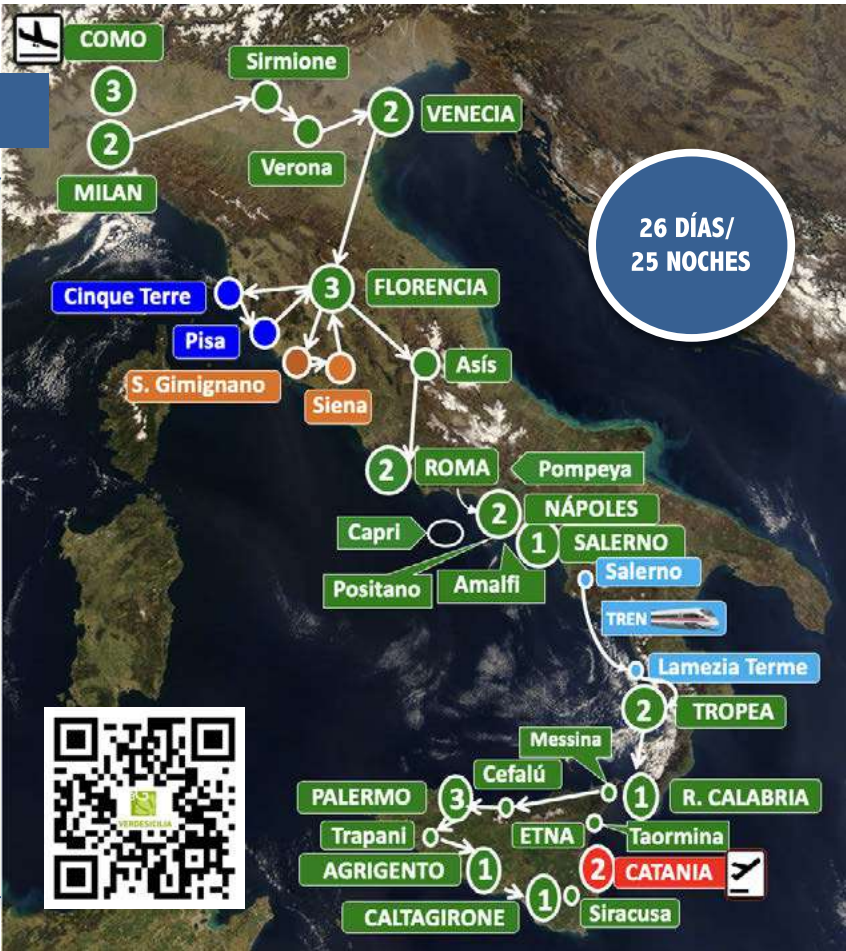 COMO
3
2
MILAN
Sirmione
Verona
2
VENECIA
26 DÍAS/
25 NOCHES
Cinque Terre
Pisa
3
FLORENCIA
S. Gimignano
Siena
Asís
2
ROMA
Pompeya
2
NÁPOLES
Capri
1
SALERNO
Positano
Amalfi
Salerno
TREN
Lamezia Terme
2
TROPEA
Messina
Cefalú
PALERMO
3
1
R. CALABRIA
Trapani
ETNA
Taormina
AGRIGENTO
1
2
CATANIA
CALTAGIRONE
1
Siracusa
VERDESICILIA